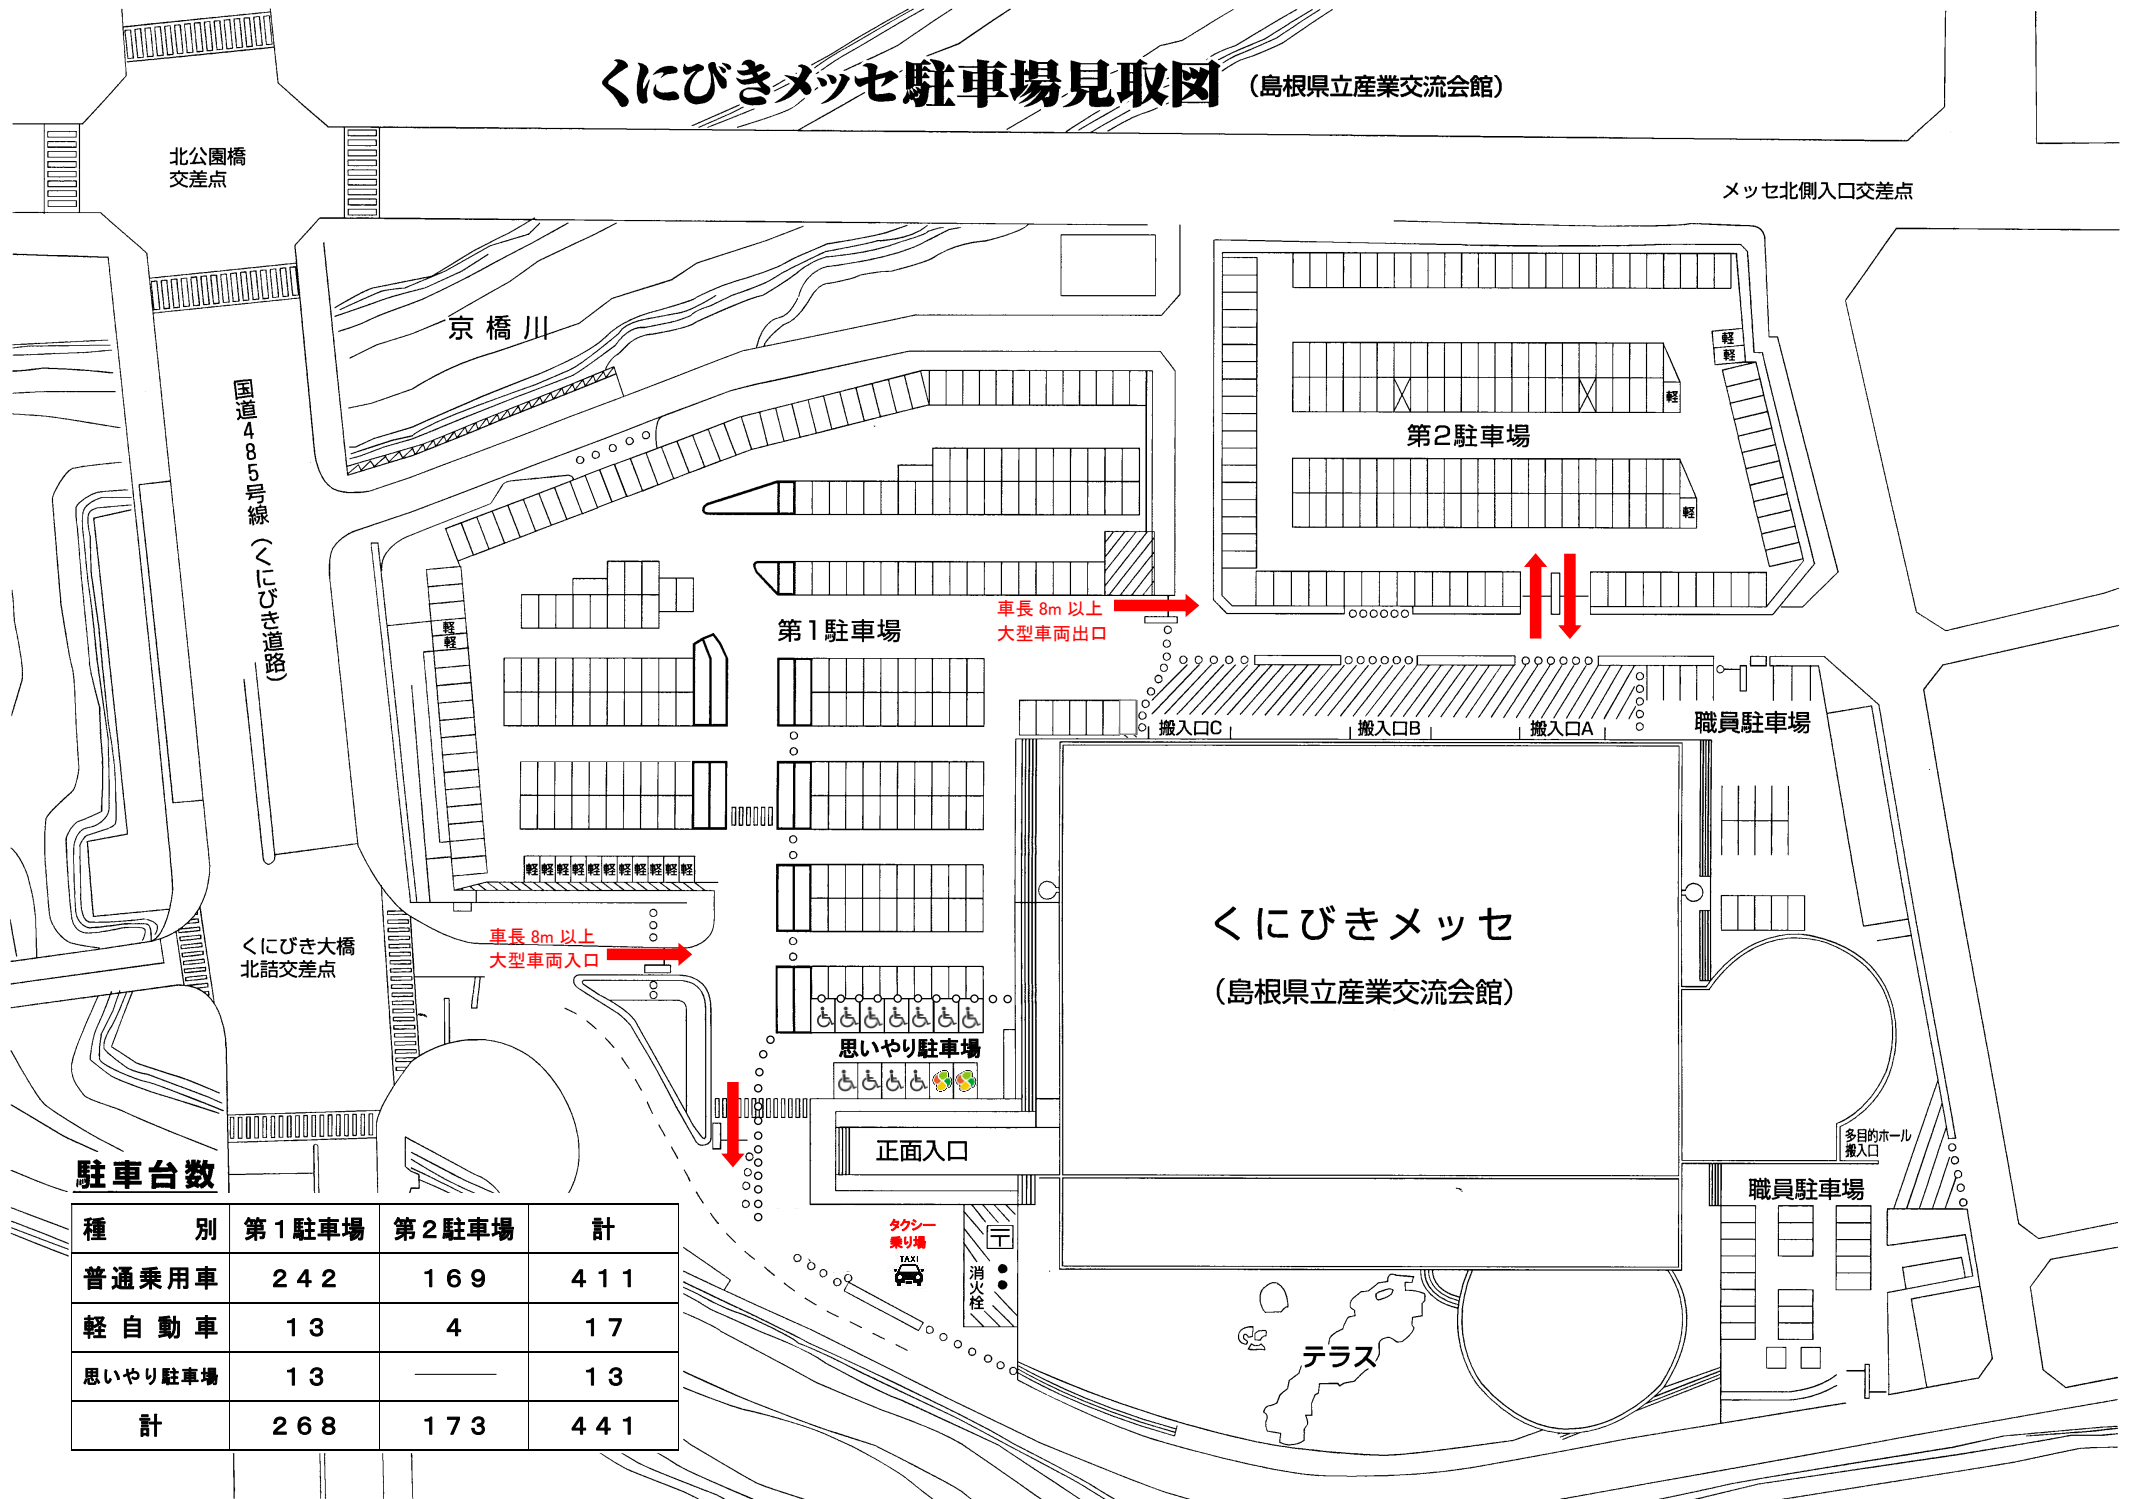 くにびきメッセ駐車場見取図 （島根県立産業交流会館）
北公園橋
交差点
メッセ北側入口交差点
京橋川
国道485号線（くにびき道路）
軽
軽
軽
第2駐車場
軽
車長 8m 以上
大型車両出口
第1駐車場
軽
軽
搬入口C
搬入口B
搬入口A
職員駐車場
軽軽軽軽軽軽軽軽軽軽軽
車長 8m 以上
大型車両入口
くにびき大橋
北詰交差点
くにびきメッセ
（島根県立産業交流会館）
思いやり駐車場
正面入口
多目的ホール
搬入口
職員駐車場
タクシー
乗り場
TAXI
〒
消火栓
テラス
駐車台数
種別 第1駐車場 第2駐車場 計
普通乗用車 242 169 411
軽自動車 13 4 17
思いやり駐車場 13 ── 13
計 268 173 441